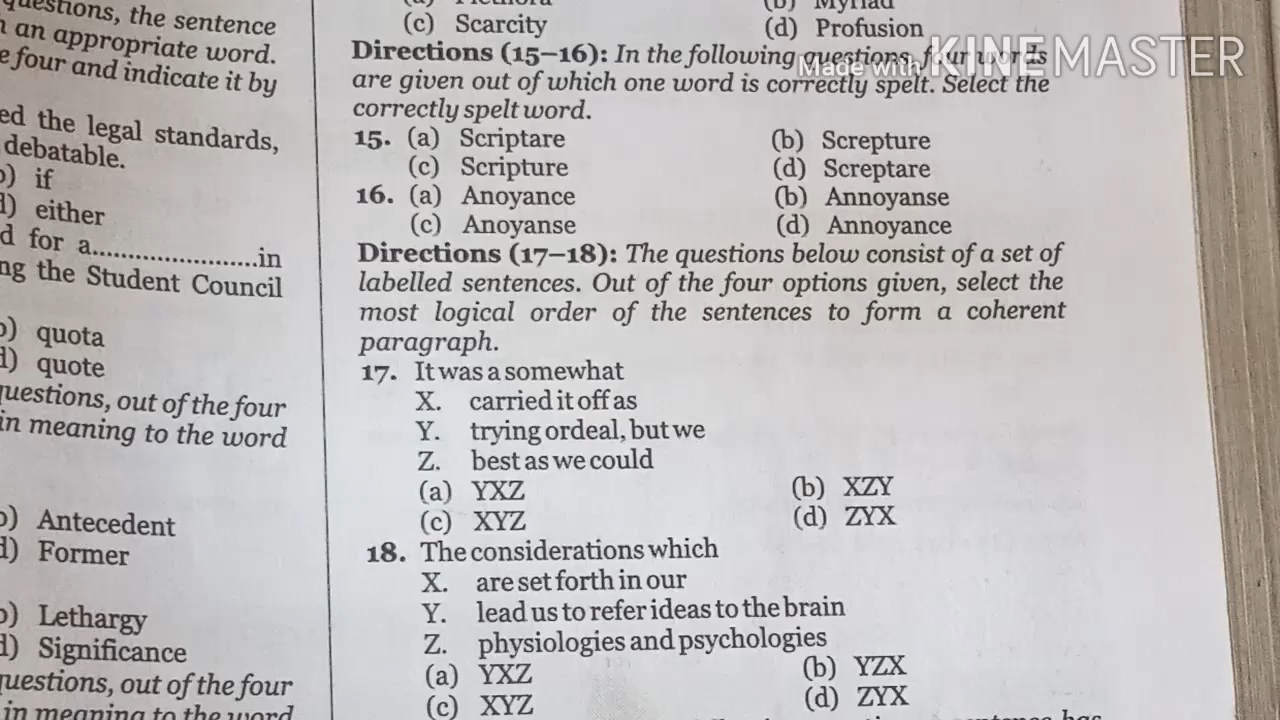 questions, the sentence
an appropriate word.
four and indicate it by
the legal standards,
debatable.
if
either
for a......................in
the Student Council
quota
quote
questions, out of the four
in meaning to the word
Antecedent
Former
Lethargy
Significance
questions, out of the four
in meaning to the word
(c) Scarcity (d) Profusion
Directions (15–16): In the following questions, four words
are given out of which one word is correctly spelt. Select the
correctly spelt word.
15. (a) Scriptare (b) Screpture
(c) Scripture (d) Screptare
16. (a) Anoyance (b) Annoyanse
(c) Anoyanse (d) Annoyance
Directions (17–18): The questions below consist of a set of
labelled sentences. Out of the four options given, select the
most logical order of the sentences to form a coherent
paragraph.
17. It was a somewhat
X. carried it off as
Y. trying ordeal, but we
Z. best as we could
(a) YXZ (b) XZY
(c) XYZ (d) ZYX
18. The considerations which
X. are set forth in our
Y. lead us to refer ideas to the brain
Z. physiologies and psychologies
(a) YXZ (b) YZX
(c) XYZ (d) ZYX
Made with KINEMASTER